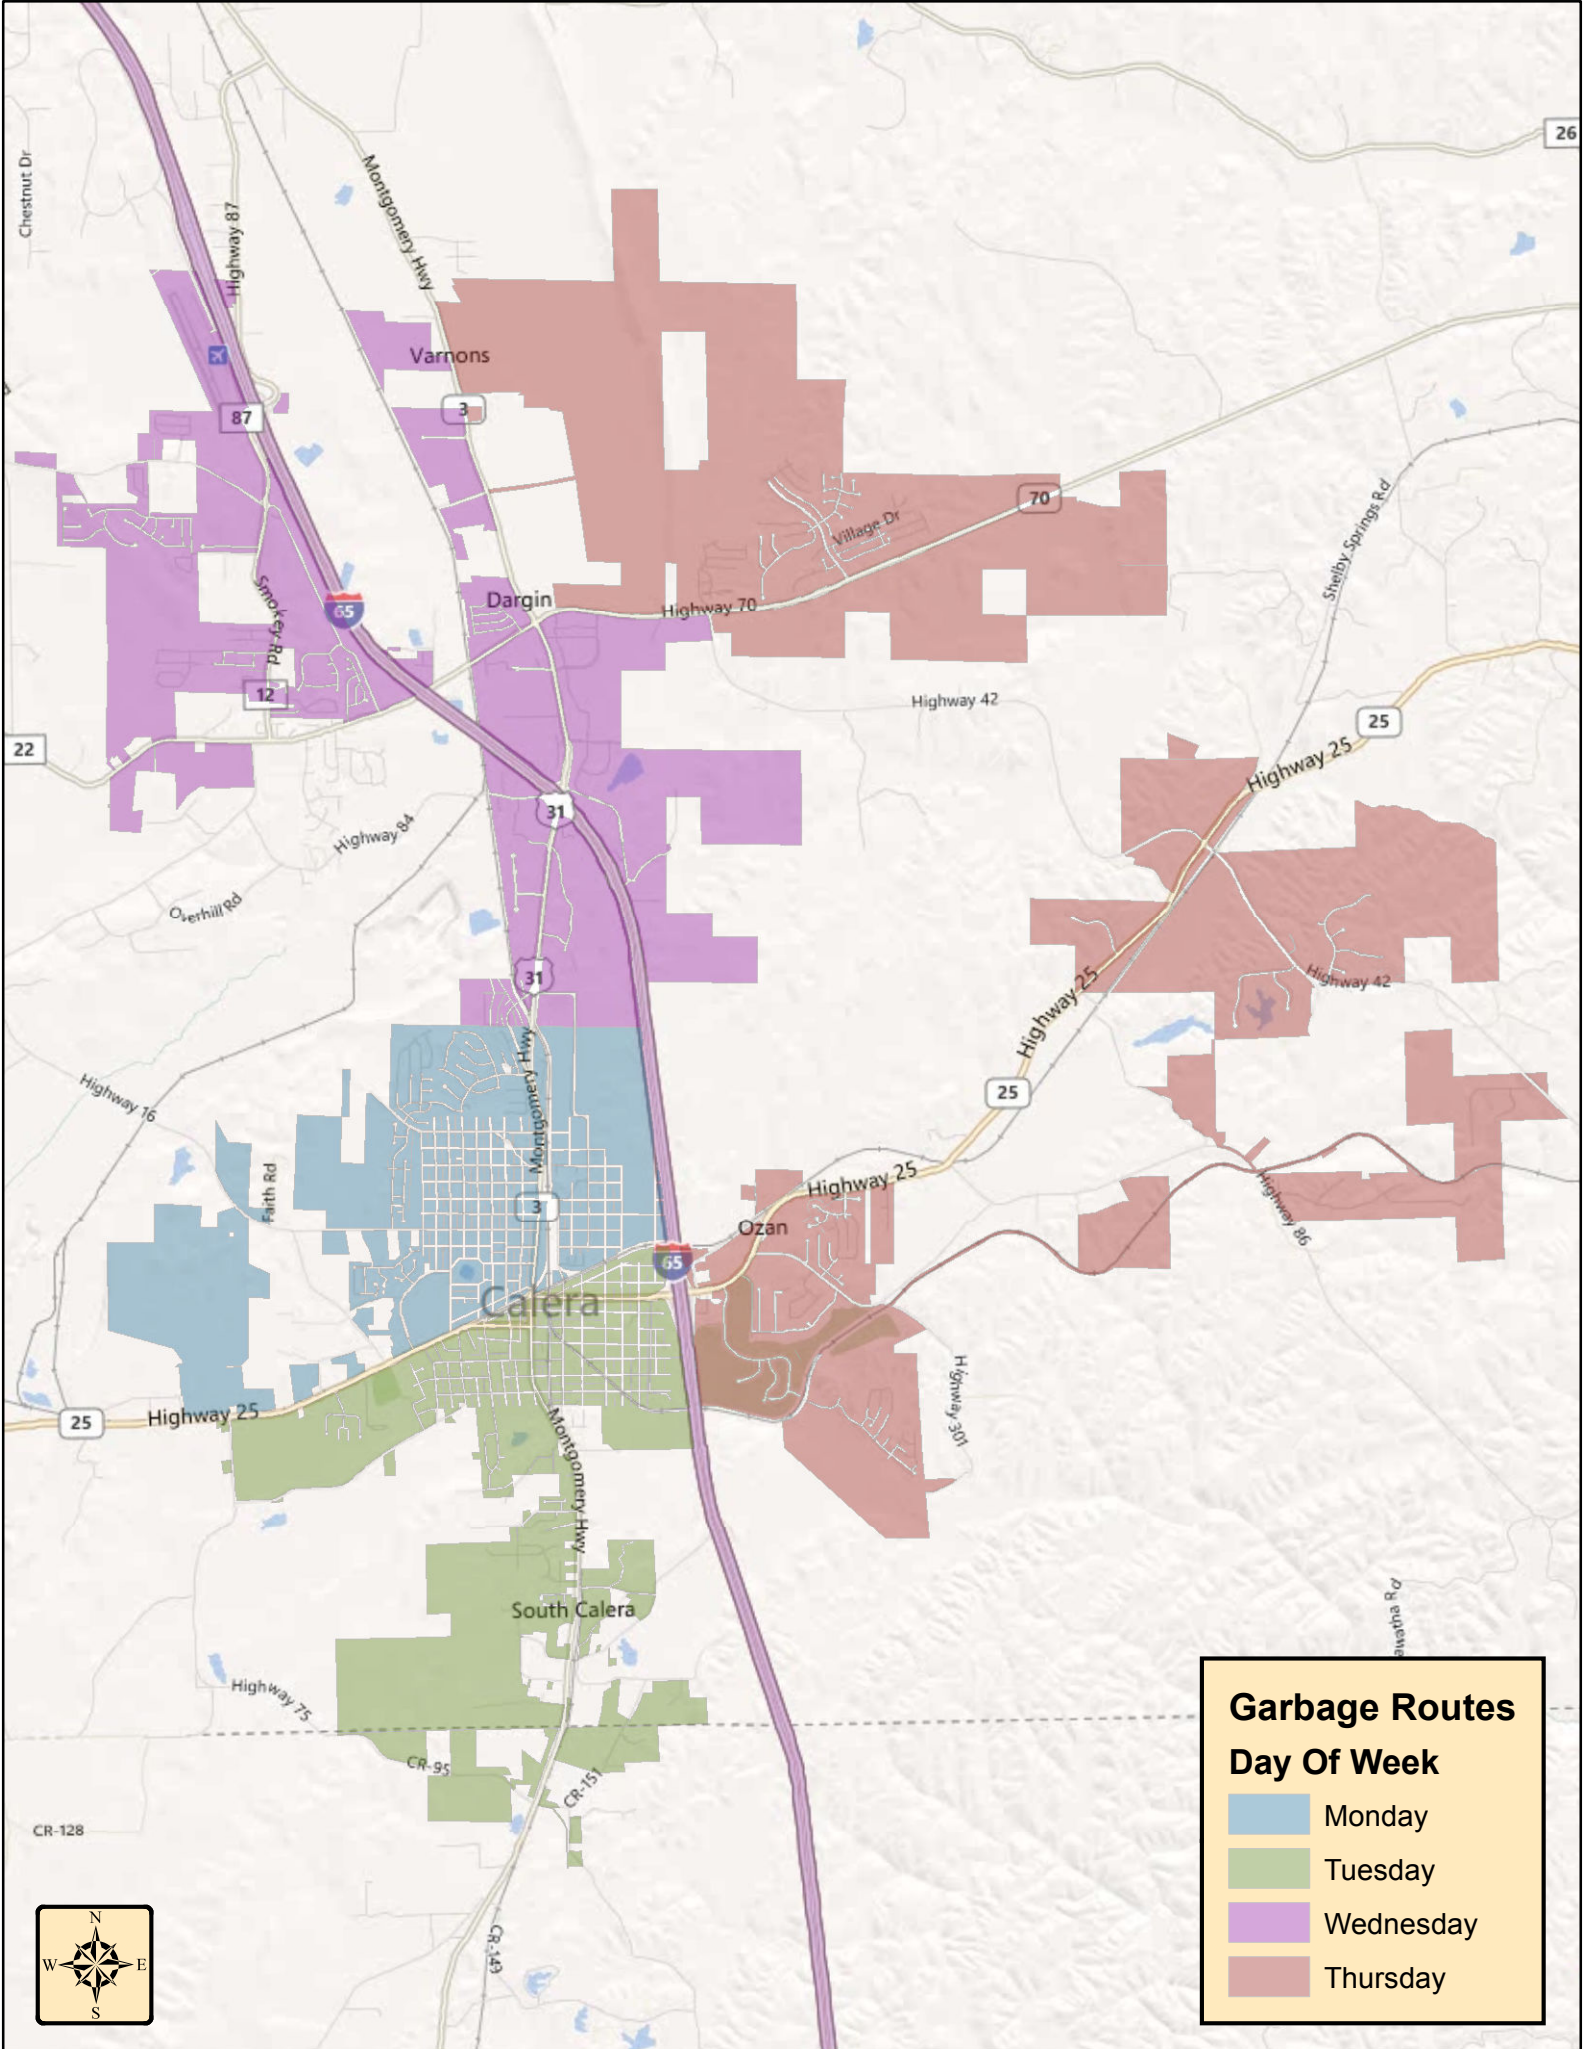 26
Chestnut Dr
Highway 87
Montgomery Hwy
Varnons
3
87
70
Village Dr
Shelby Springs Rd
Smokey Rd
65
Dargin
Highway 70
12
Highway 42
25
22
Highway 25
31
Highway 84
Overhill Rd
31
Highway 42
Highway 25
Montgomery Hwy
Highway 16
25
Faith Rd
3
Highway 25
Highway 86
Ozan
65
Calera
Highway 301
25
Highway 25
Montgomery Hwy
South Calera
awatha Rd
Highway 75
CR-95
CR-151
CR-128
CR-149
N
W
E
S
Garbage Routes
Day Of Week
Monday
Tuesday
Wednesday
Thursday